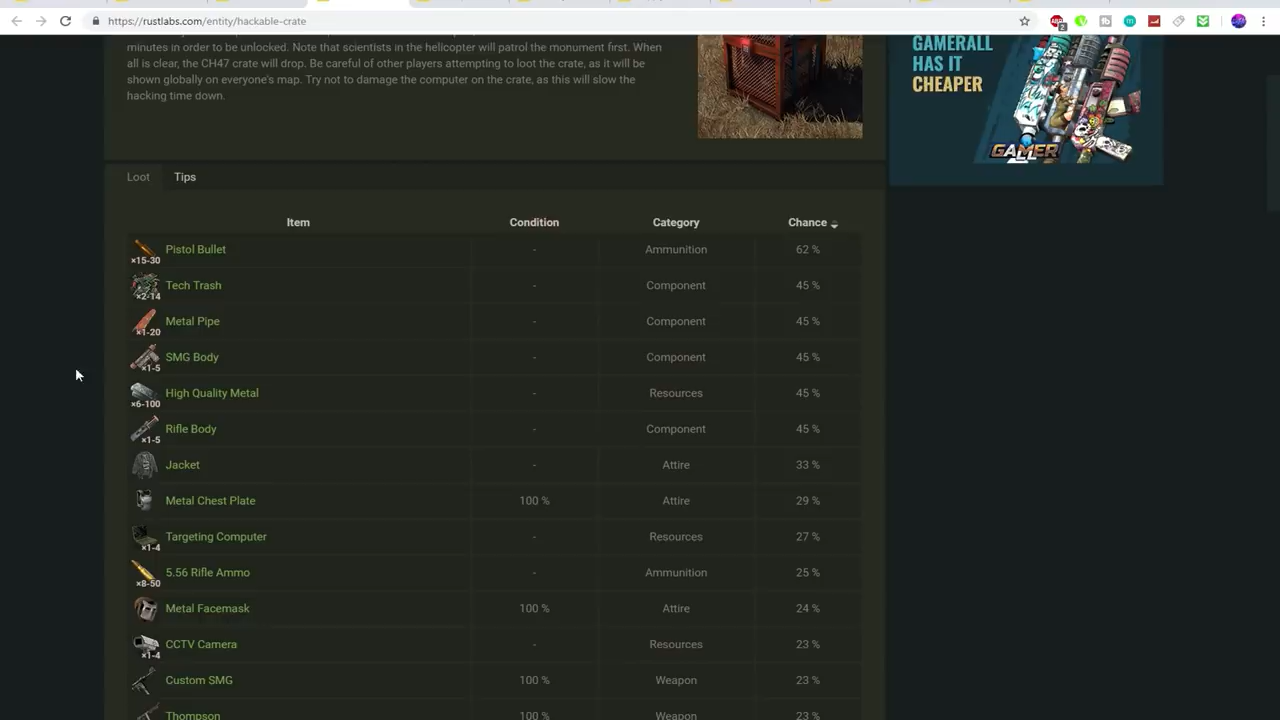 https://rustlabs.com/entity/hackable-crate
2
minutes in order to be unlocked. Note that scientists in the helicopter will patrol the monument first. When
all is clear, the CH47 crate will drop. Be careful of other players attempting to loot the crate, as it will be
shown globally on everyone's map. Try not to damage the computer on the crate, as this will slow the
hacking time down.
GAMERALL
HAS IT
CHEAPER
GAMER
ALL
Loot Tips
Item Condition Category Chance
×15-30 Pistol Bullet - Ammunition 62 %
×2-14 Tech Trash - Component 45 %
×1-20 Metal Pipe - Component 45 %
×1-5 SMG Body - Component 45 %
×6-100 High Quality Metal - Resources 45 %
×1-5 Rifle Body - Component 45 %
Jacket - Attire 33 %
Metal Chest Plate 100 % Attire 29 %
×1-4 Targeting Computer - Resources 27 %
×8-50 5.56 Rifle Ammo - Ammunition 25 %
Metal Facemask 100 % Attire 24 %
×1-4 CCTV Camera - Resources 23 %
Custom SMG 100 % Weapon 23 %
Thompson 100 % Weapon 23 %